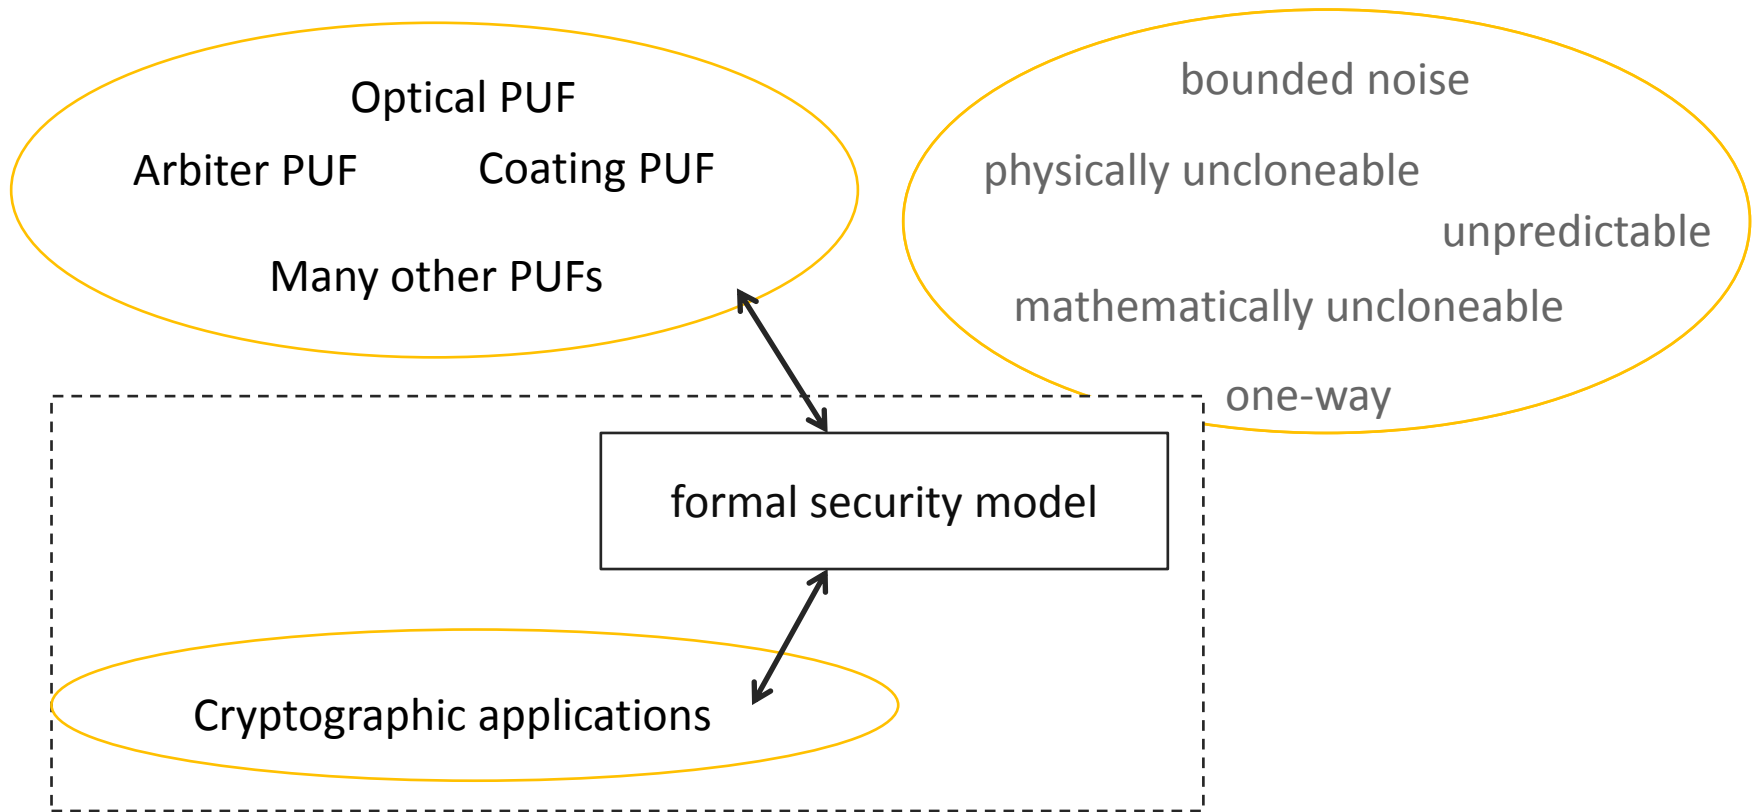 Optical PUF
Arbiter PUF
Coating PUF
Many other PUFs
bounded noise
physically uncloneable
unpredictable
mathematically uncloneable
one-way
formal security model
Cryptographic applications